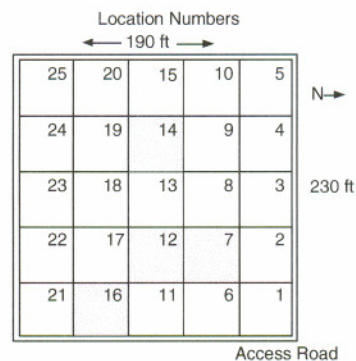 Location Numbers
190 ft
25 20 15 10 5
N
24 19 14 9 4
23 18 13 8 3
230 ft
22 17 12 7 2
21 16 11 6 1
Access Road